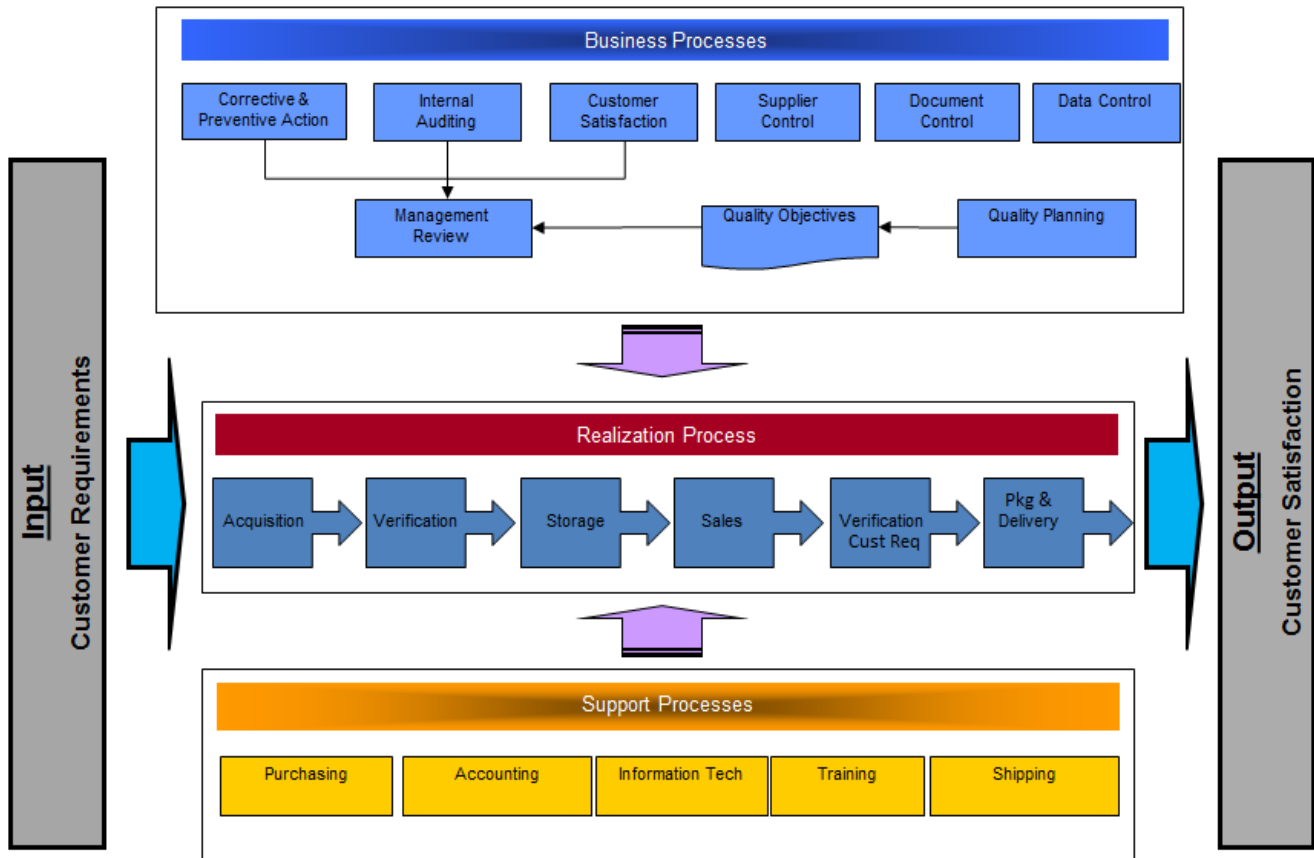 Business Processes
Corrective &
Preventive Action
Internal
Auditing
Customer
Satisfaction
Supplier
Control
Document
Control
Data Control
Management
Review
Quality Objectives
Quality Planning
Input
Customer Requirements
Realization Process
Acquisition
Verification
Storage
Sales
Verification
Cust Req
Pkg &
Delivery
Output
Customer Satisfaction
Support Processes
Purchasing
Accounting
Information Tech
Training
Shipping